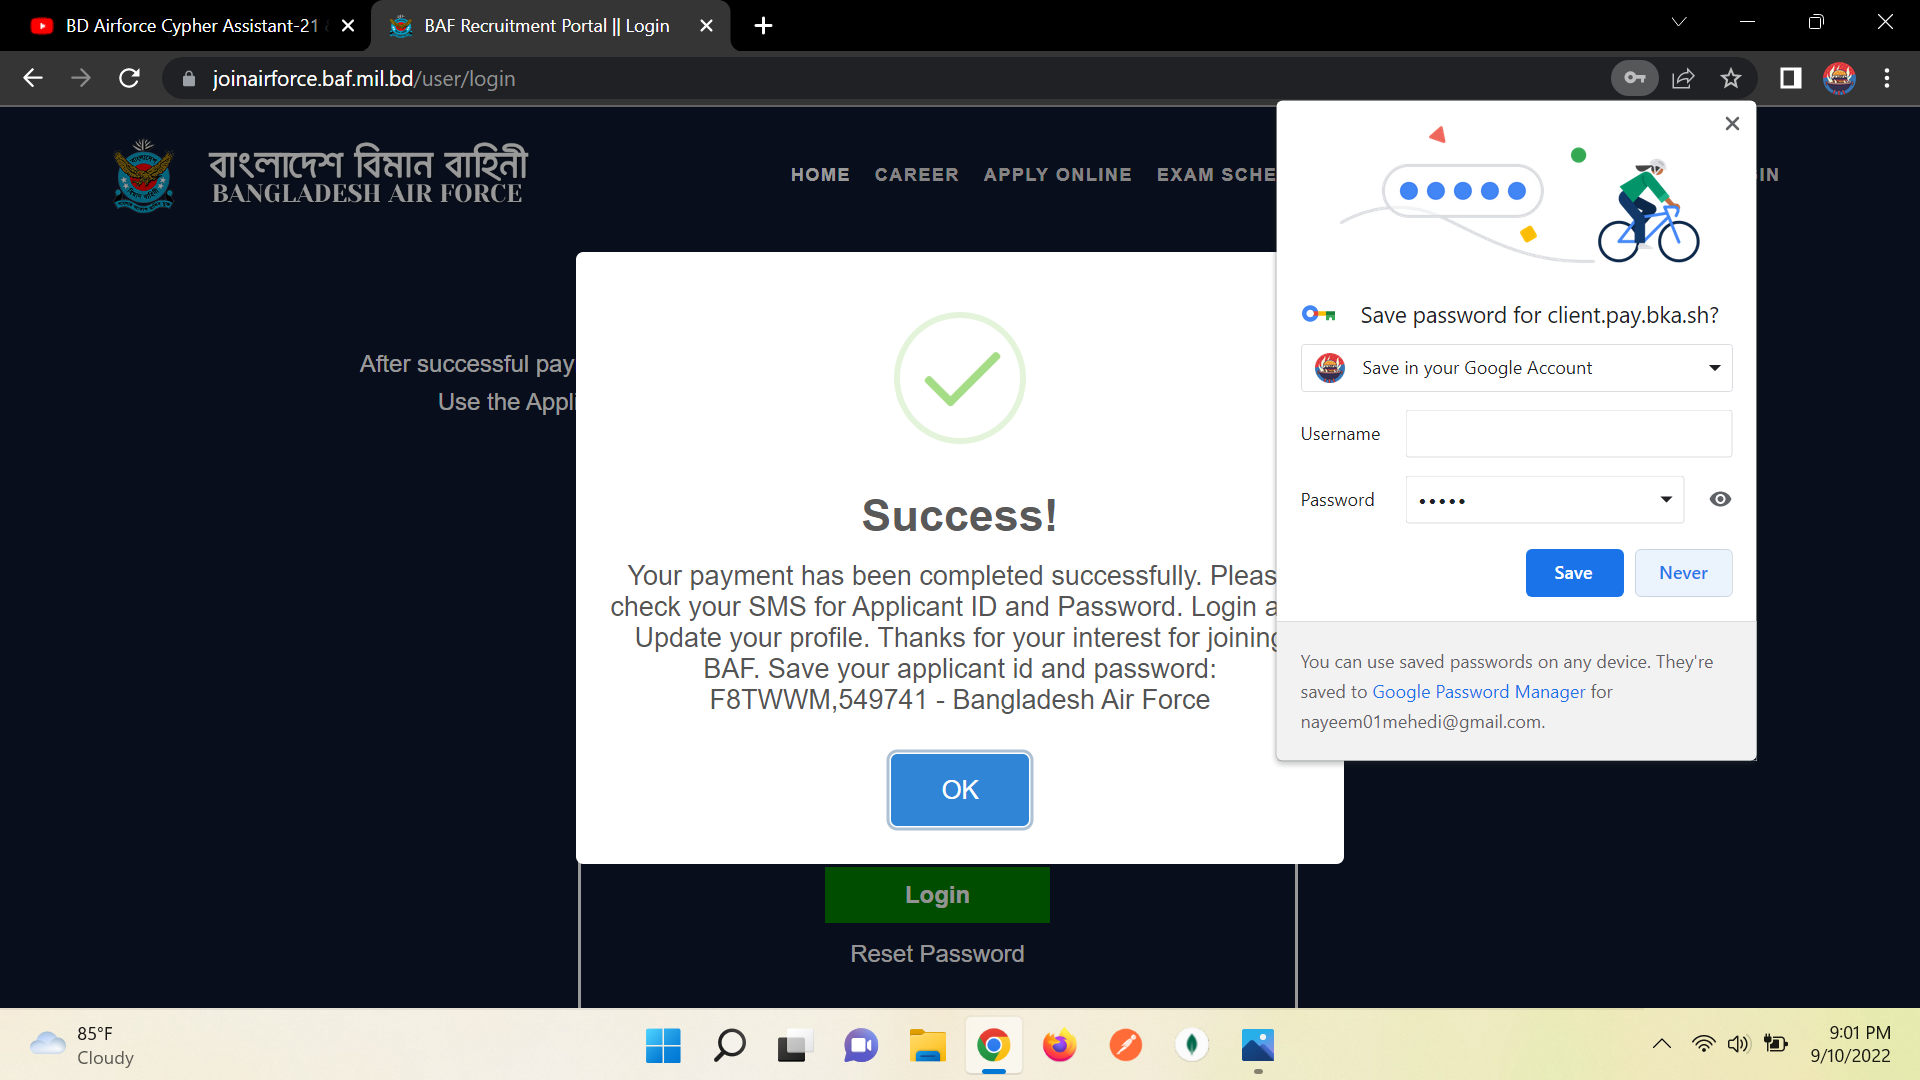 BD Airforce Cypher Assistant-21
BAF Recruitment Portal || Login
joinairforce.baf.mil.bd/user/login
বাংলাদেশ বিমান বাহিনী
BANGLADESH AIR FORCE
HOME CAREER APPLY ONLINE EXAM SCHE
IN
After successful pay
Use the Appli
Success!
Your payment has been completed successfully. Pleas
check your SMS for Applicant ID and Password. Login a
Update your profile. Thanks for your interest for joining
BAF. Save your applicant id and password:
F8TWWM,549741 - Bangladesh Air Force
OK
Login
Reset Password
Save password for client.pay.bka.sh?
Save in your Google Account
Username
Password
Save Never
You can use saved passwords on any device. They're
saved to Google Password Manager for
nayeem01mehedi@gmail.com.
85°F
Cloudy
9:01 PM
9/10/2022